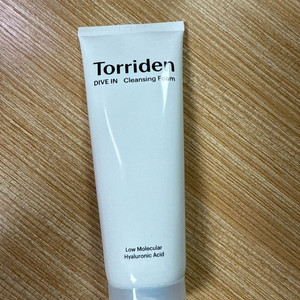 Torriden
DIVE IN Cleansing Foam
Low Molecular
Hyaluronic Acid